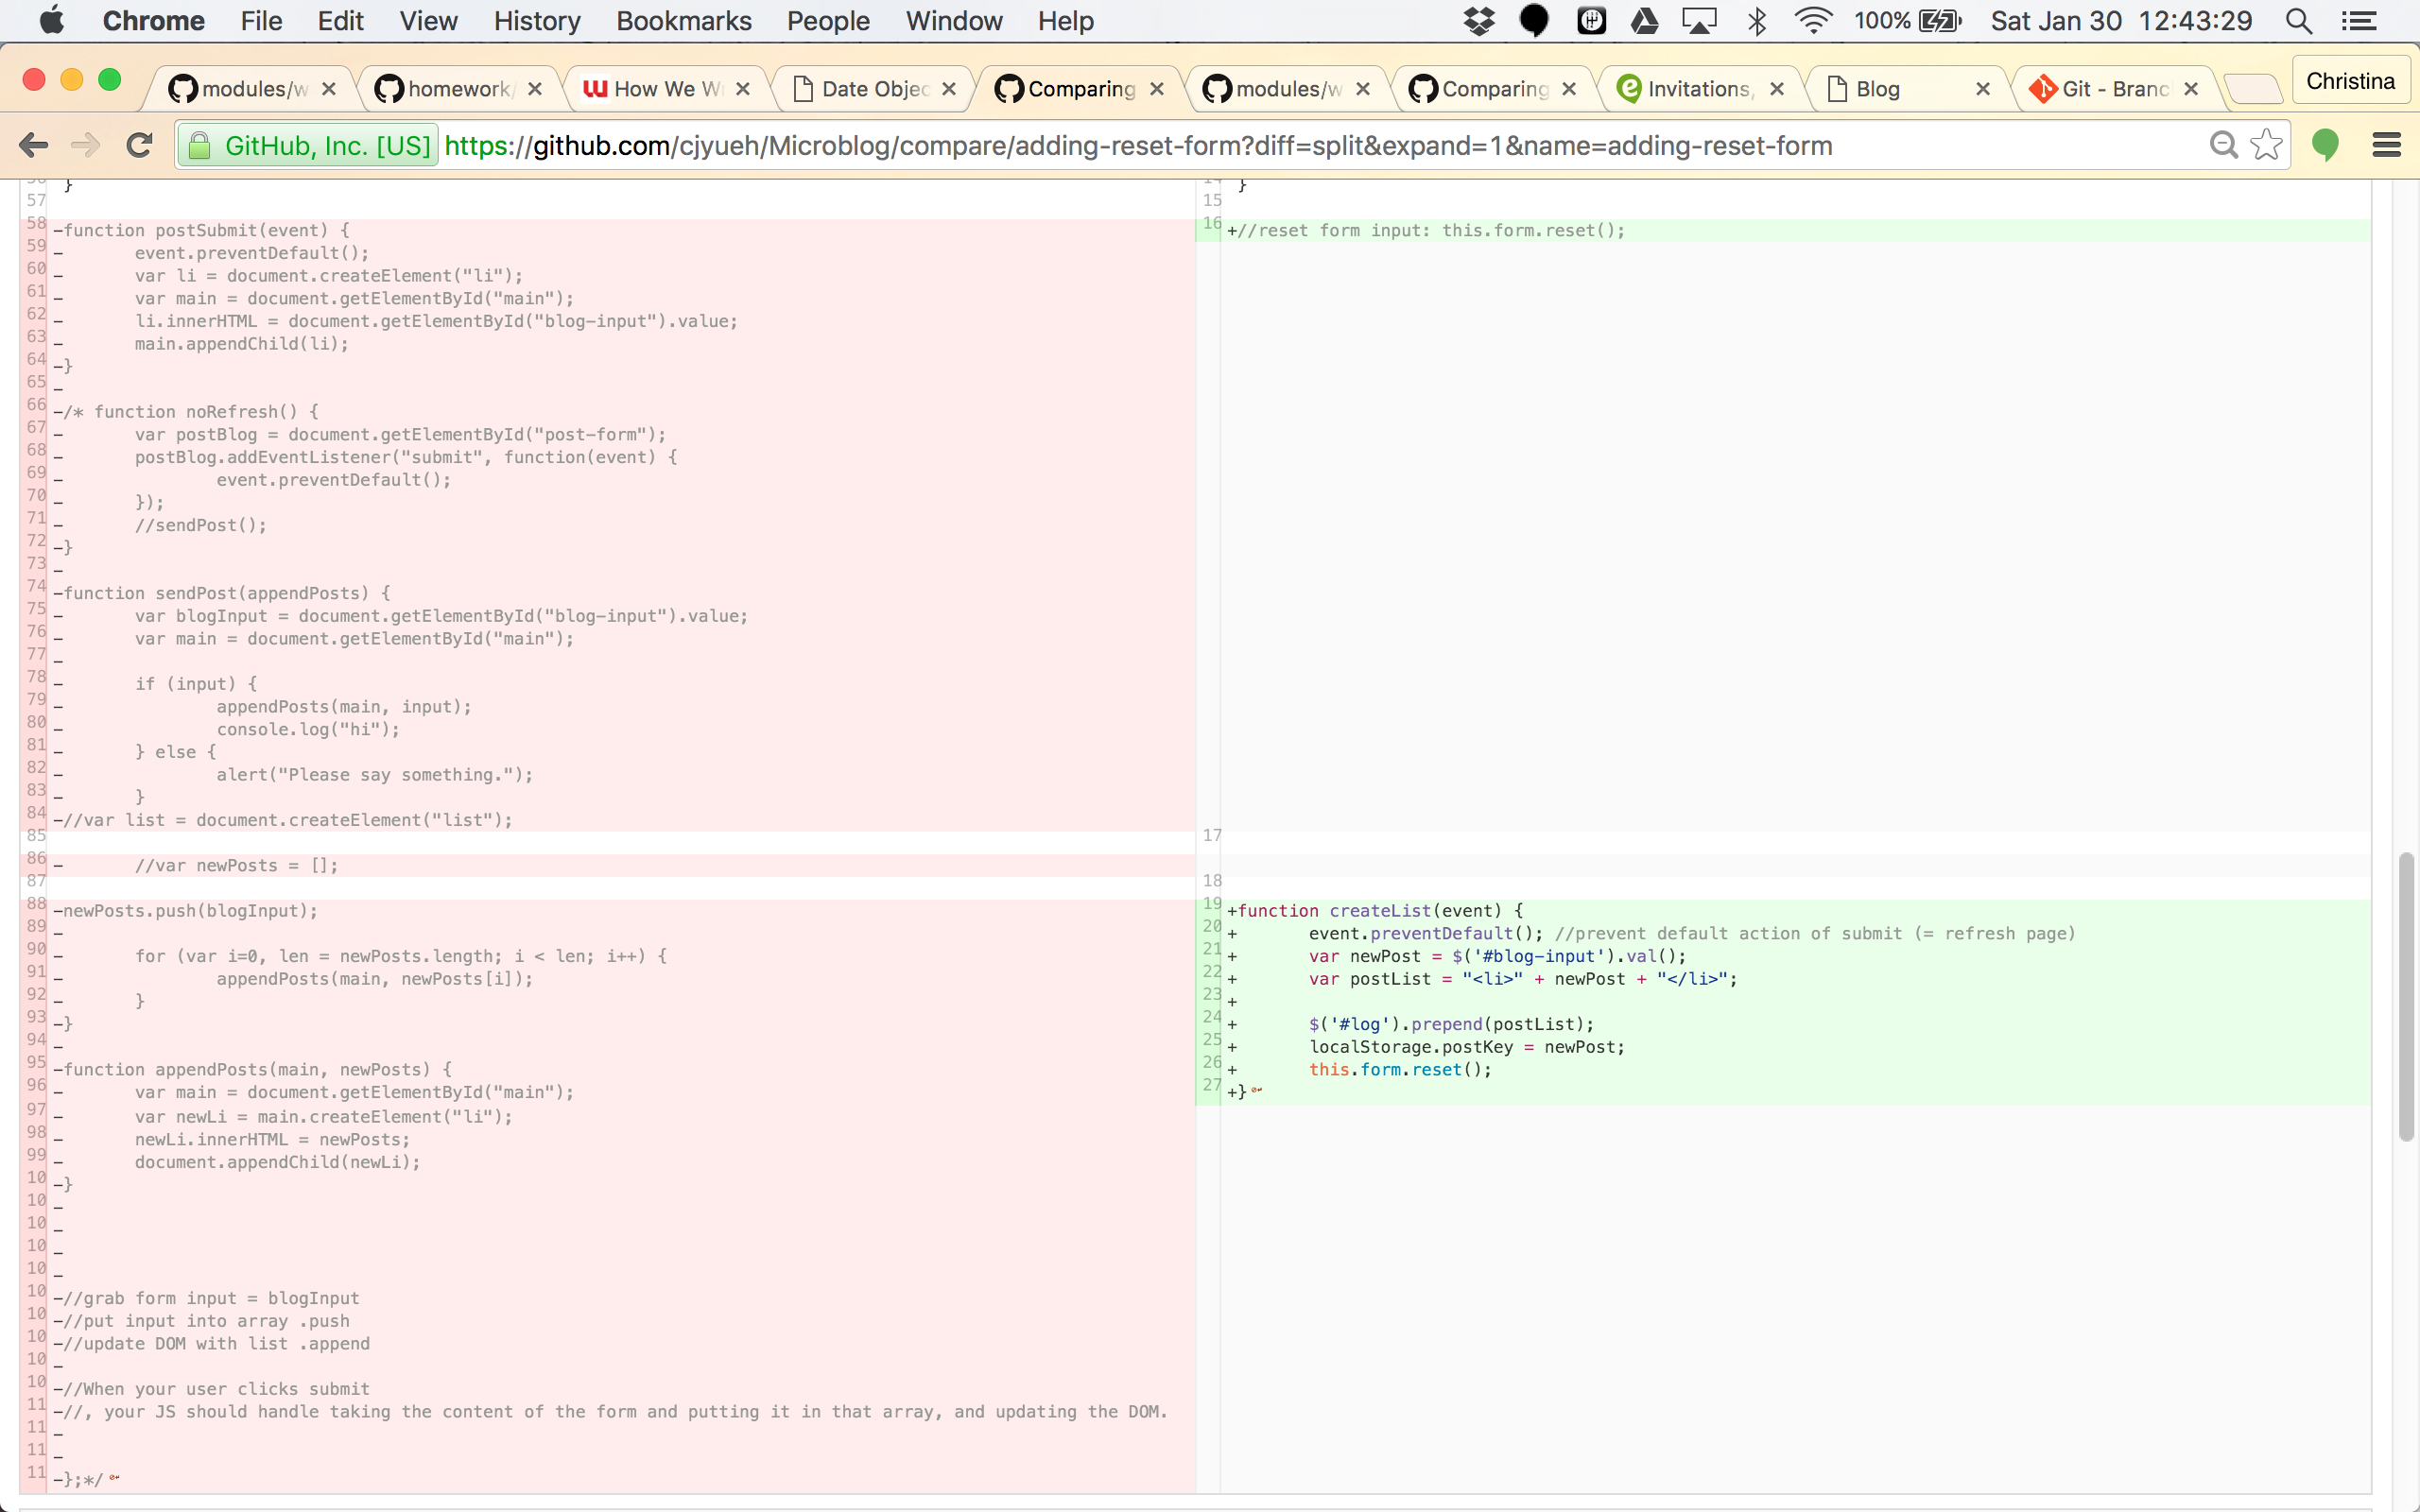 Chrome File Edit View History Bookmarks People Window Help 100% Sat Jan 30 12:43:29
modules/w homework/ How We W Date Objec Comparing modules/w Comparing Invitations, Blog Git - Branc Christina
GitHub, Inc. [US] https://github.com/cjyueh/Microblog/compare/adding-reset-form?diff=split&expand=1&name=adding-reset-form
56 }
57
58 -function postSubmit(event) {
59 - event.preventDefault();
60 - var li = document.createElement("li");
61 - var main = document.getElementById("main");
62 - li.innerHTML = document.getElementById("blog-input").value;
63 - main.appendChild(li);
64 -}
65 -
66 -/* function noRefresh() {
67 - var postBlog = document.getElementById("post-form");
68 - postBlog.addEventListener("submit", function(event) {
69 - event.preventDefault();
70 - });
71 - //sendPost();
72 -}
73 -
74 -function sendPost(appendPosts) {
75 - var blogInput = document.getElementById("blog-input").value;
76 - var main = document.getElementById("main");
77 -
78 - if (input) {
79 - appendPosts(main, input);
80 - console.log("hi");
81 - } else {
82 - alert("Please say something.");
83 - }
84 -//var list = document.createElement("list");
85
86 - //var newPosts = [];
87
88 -newPosts.push(blogInput);
89 -
90 - for (var i=0, len = newPosts.length; i < len; i++) {
91 - appendPosts(main, newPosts[i]);
92 - }
93 -}
94 -
95 -function appendPosts(main, newPosts) {
96 - var main = document.getElementById("main");
97 - var newLi = main.createElement("li");
98 - newLi.innerHTML = newPosts;
99 - document.appendChild(newLi);
10 -}
10 -
10 -
10 -
10 -
10 -//grab form input = blogInput
10 -//put input into array .push
10 -//update DOM with list .append
10 -
10 -//When your user clicks submit
11 -//, your JS should handle taking the content of the form and putting it in that array, and updating the DOM.
11 -
11 -
11 -};*/
14 }
15
16 +//reset form input: this.form.reset();
17
18
19 +function createList(event) {
20 + event.preventDefault(); //prevent default action of submit (= refresh page)
21 + var newPost = $('#blog-input').val();
22 + var postList = "<li>" + newPost + "</li>";
23 +
24 + $('#log').prepend(postList);
25 + localStorage.postKey = newPost;
26 + this.form.reset();
27 +}